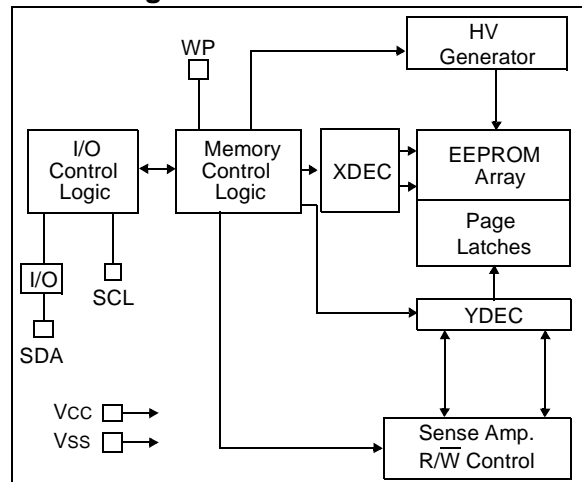 WP
HV
Generator
I/O
Control
Logic
Memory
Control
Logic
XDEC
EEPROM
Array
Page
Latches
I/O
SCL
SDA
YDEC
VCC
VSS
Sense Amp.
R/W̅ Control